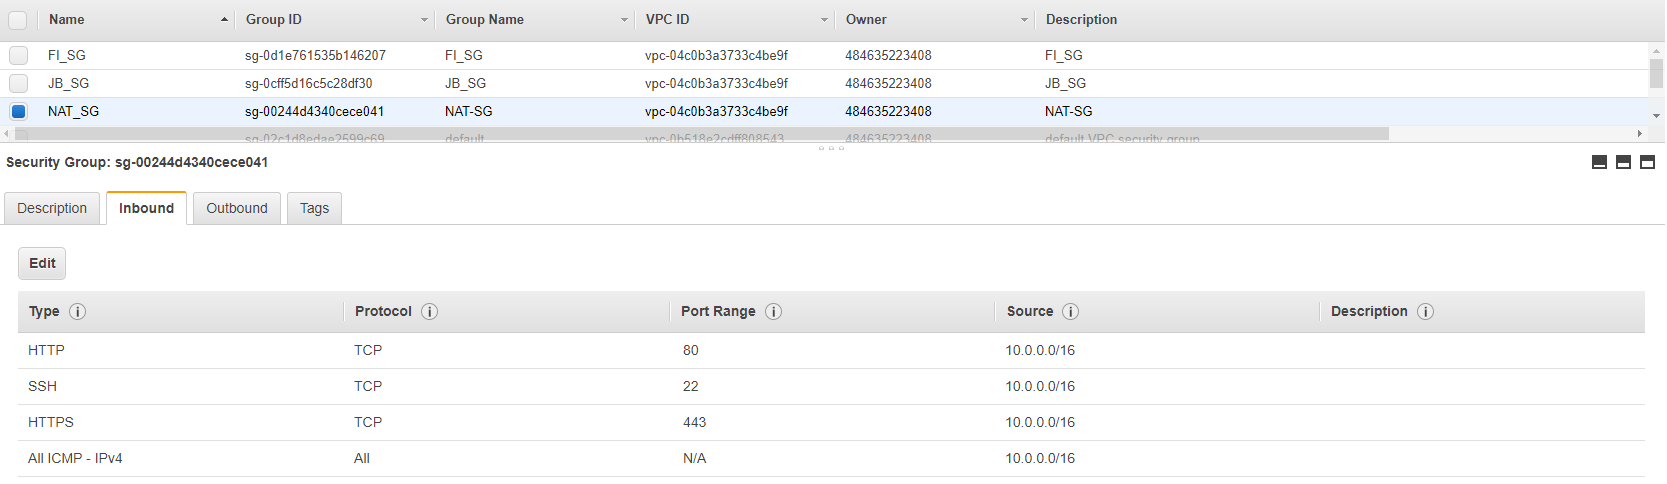 Name Group ID Group Name VPC ID Owner Description
FI_SG sg-0d1e761535b146207 FI_SG vpc-04c0b3a3733c4be9f 484635223408 FI_SG
JB_SG sg-0cff5d16c5c28df30 JB_SG vpc-04c0b3a3733c4be9f 484635223408 JB_SG
NAT_SG sg-00244d4340cece041 NAT-SG vpc-04c0b3a3733c4be9f 484635223408 NAT-SG
sg-02c1d8edae2599c69 default vpc-0b518e2cdff808543 484635223408 default VPC security group
Security Group: sg-00244d4340cece041
Description Inbound Outbound Tags
Edit
Type Protocol Port Range Source Description
HTTP TCP 80 10.0.0.0/16
SSH TCP 22 10.0.0.0/16
HTTPS TCP 443 10.0.0.0/16
All ICMP - IPv4 All N/A 10.0.0.0/16